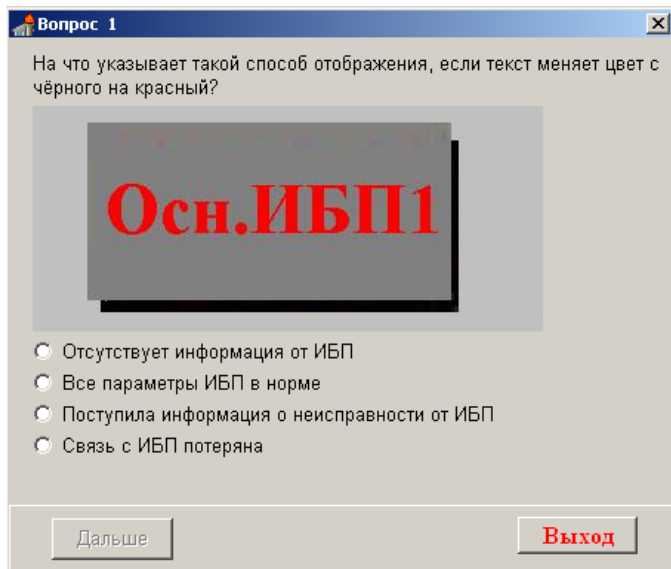 Вопрос 1
На что указывает такой способ отображения, если текст меняет цвет с
чёрного на красный?
Осн.ИБП1
Отсутствует информация от ИБП
Все параметры ИБП в норме
Поступила информация о неисправности от ИБП
Связь с ИБП потеряна
Дальше
Выход